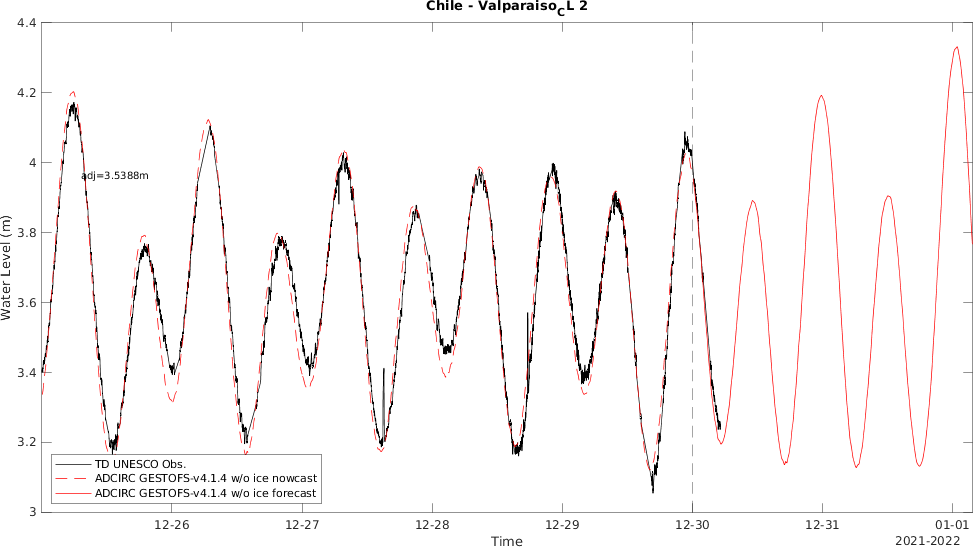 Chile - Valparaiso_CL 2
4.4
4.2
4
3.8
3.6
3.4
3.2
3
Water Level (m)
adj=3.5388m
TD UNESCO Obs.
ADCIRC GESTOFS-v4.1.4 w/o ice nowcast
ADCIRC GESTOFS-v4.1.4 w/o ice forecast
12-26
12-27
12-28
12-29
12-30
12-31
01-01
Time
2021-2022